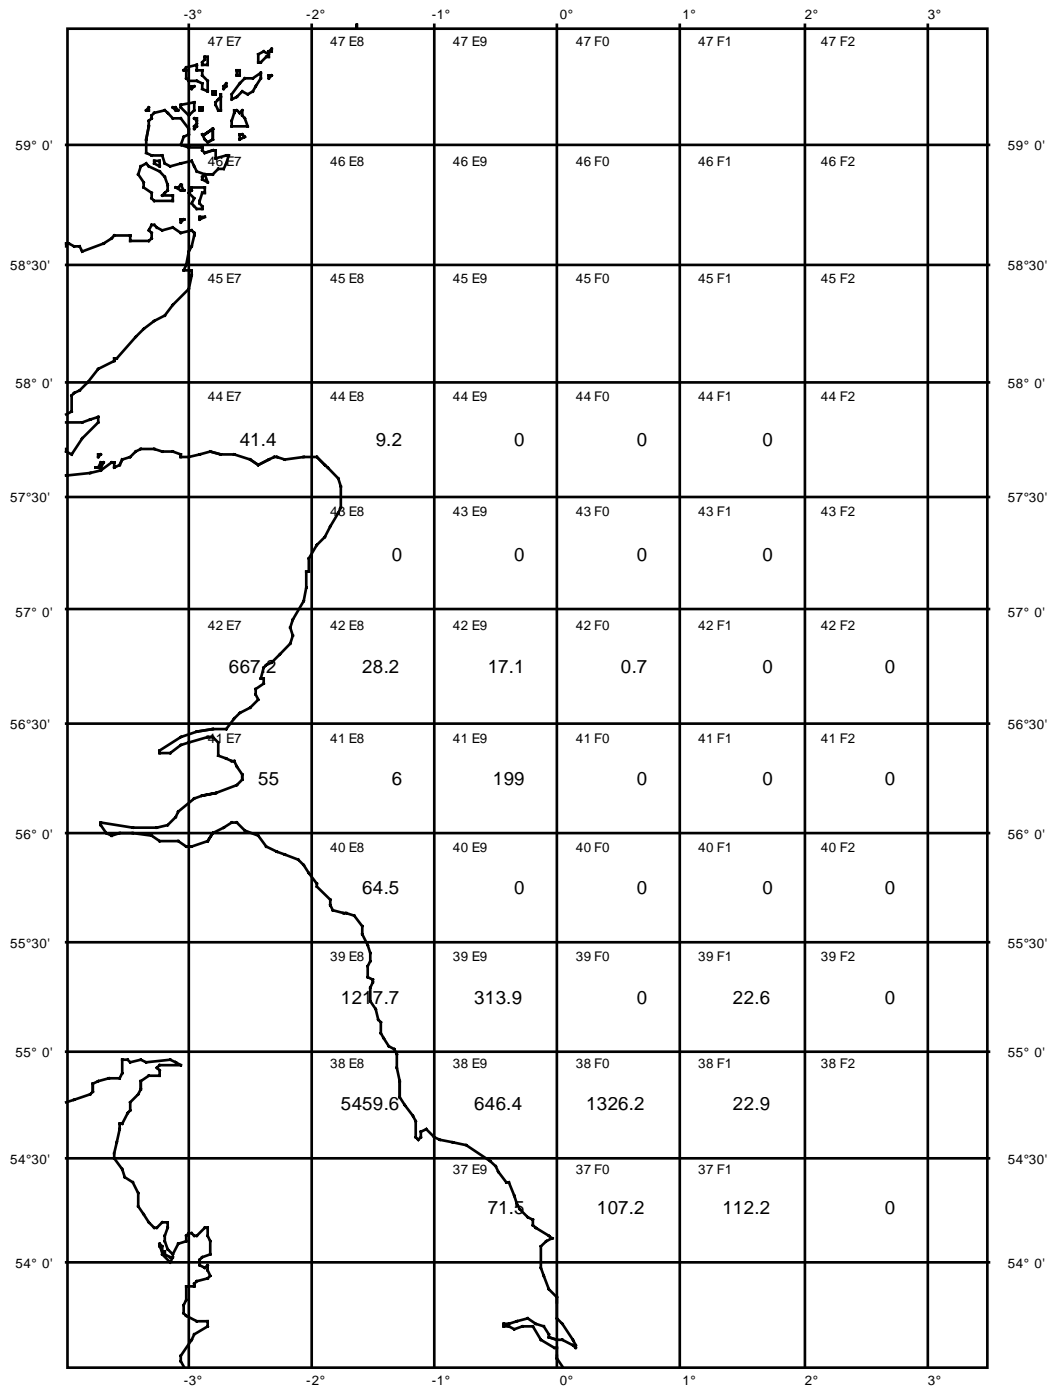 -3° -2° -1° 0° 1° 2° 3°
47 E7 47 E8 47 E9 47 F0 47 F1 47 F2
59° 0' 59° 0'
46 E7 46 E8 46 E9 46 F0 46 F1 46 F2
58°30' 58°30'
45 E7 45 E8 45 E9 45 F0 45 F1 45 F2
58° 0' 58° 0'
44 E7 44 E8 44 E9 44 F0 44 F1 44 F2
41.4 9.2 0 0 0
57°30' 57°30'
43 E8 43 E9 43 F0 43 F1 43 F2
0 0 0 0
57° 0' 57° 0'
42 E7 42 E8 42 E9 42 F0 42 F1 42 F2
667.2 28.2 17.1 0.7 0 0
56°30' 56°30'
41 E7 41 E8 41 E9 41 F0 41 F1 41 F2
55 6 199 0 0 0
56° 0' 56° 0'
40 E8 40 E9 40 F0 40 F1 40 F2
64.5 0 0 0 0
55°30' 55°30'
39 E8 39 E9 39 F0 39 F1 39 F2
1217.7 313.9 0 22.6 0
55° 0' 55° 0'
38 E8 38 E9 38 F0 38 F1 38 F2
5459.6 646.4 1326.2 22.9
54°30' 54°30'
37 E9 37 F0 37 F1
71.5 107.2 112.2 0
54° 0' 54° 0'
-3° -2° -1° 0° 1° 2° 3°